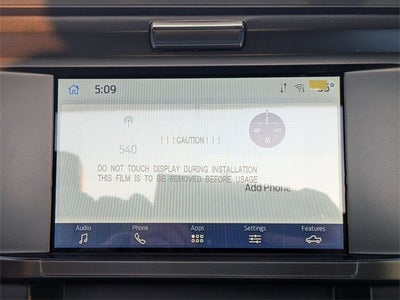 5:09
55°
E
W
! ! ! CAUTION ! ! !
540
DO NOT TOUCH DISPLAY DURING INSTALLATION
THIS FILM IS TO BE REMOVED BEFORE USAGE
Add Phone
Audio Phone Apps Settings Features